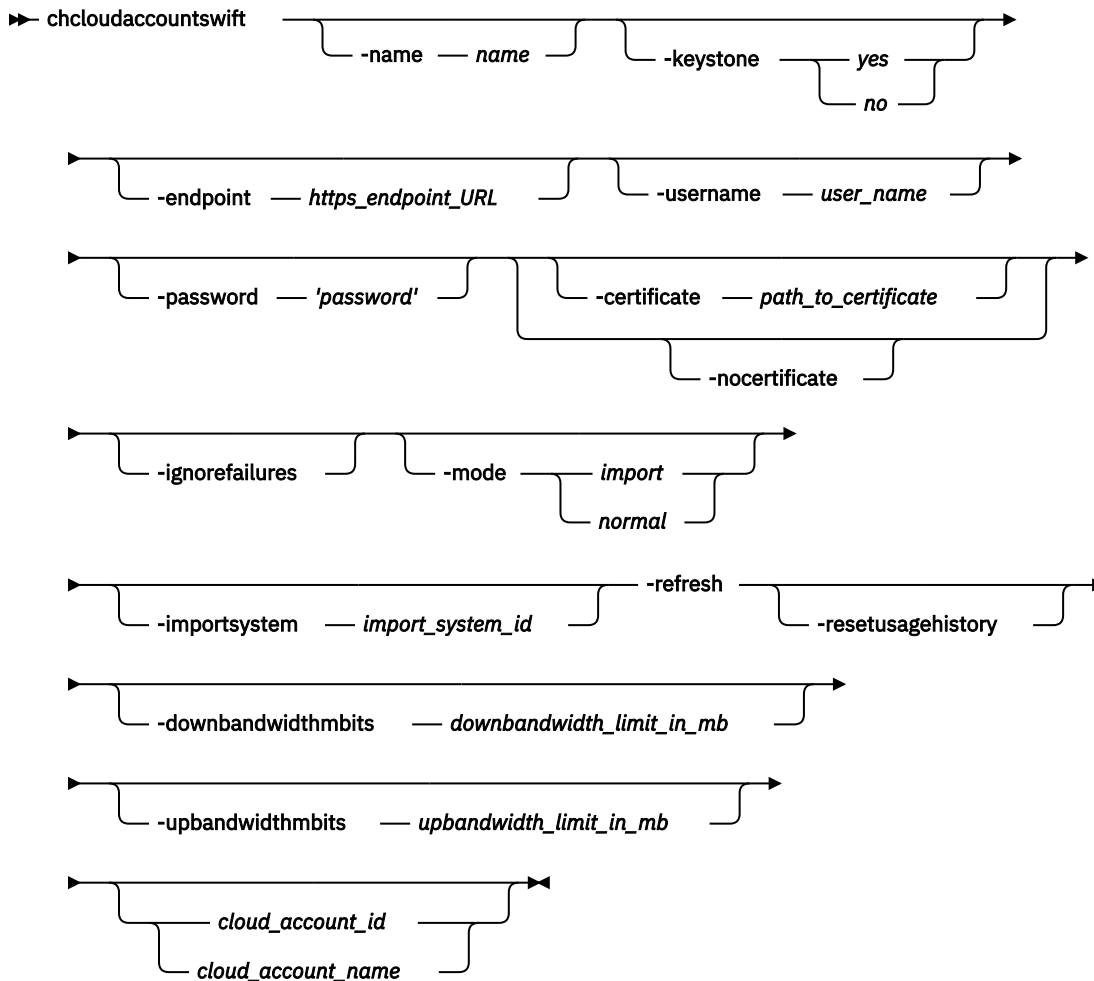 chcloudaccountswift
-name name -keystone yes
no
-endpoint https_endpoint_URL -username user_name
-password 'password' -certificate path_to_certificate
-nocertificate
-ignorefailures -mode import
normal
-refresh
-importsystem import_system_id -resetusagehistory
-downbandwidthmbits downbandwidth_limit_in_mb
-upbandwidthmbits upbandwidth_limit_in_mb
cloud_account_id
cloud_account_name